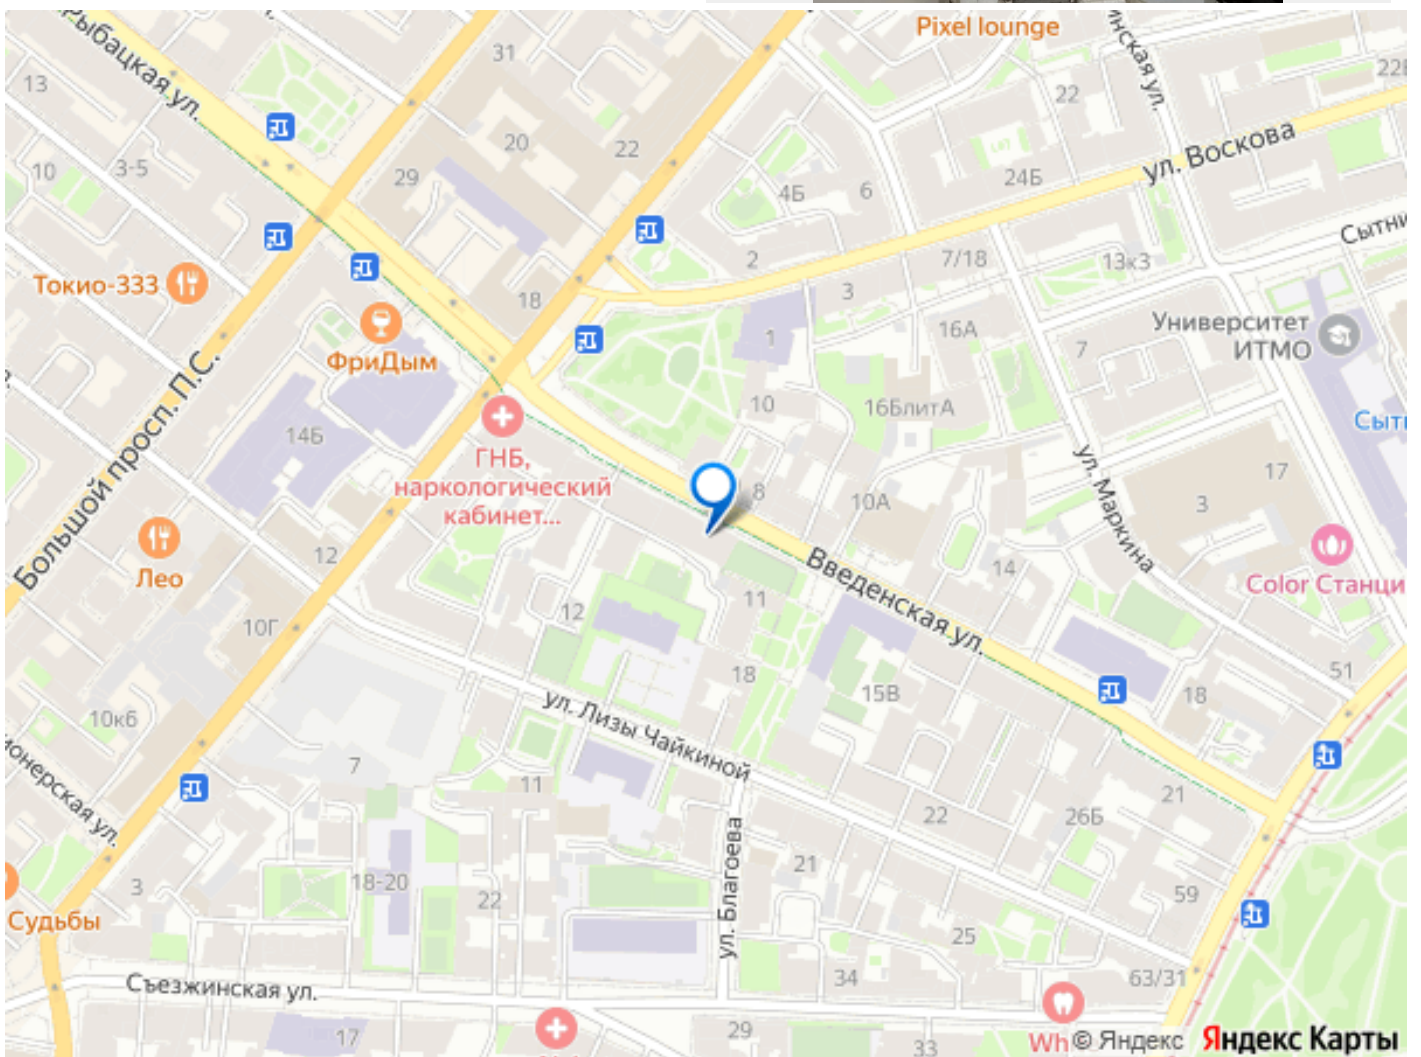 Pixel lounge
Рыбацкая ул.
инская ул.
31
13
22
20
22
29
3-5
10
24Б
4Б
6
ул. Воскова
Сытни
2
7/18
13к3
Токио-333
3
18
Университет
ИТМО
16А
1
7
ФриДым
10
16БлитА
Большой просп. П.С.
14Б
ГНБ,
наркологический
кабинет...
8
10А
17
3
ул. Маркина
12
Лео
Введенская ул.
14
Color Станци
12
11
10Г
51
18
15В
18
ул. Лизы Чайкиной
10к6
7
11
21
22
26Б
ул. Благоева
21
3
18-20
22
59
Судьбы
25
34
63/31
Съезжинская ул.
17
29
33
Wh
© Яндекс
Яндекс Карты